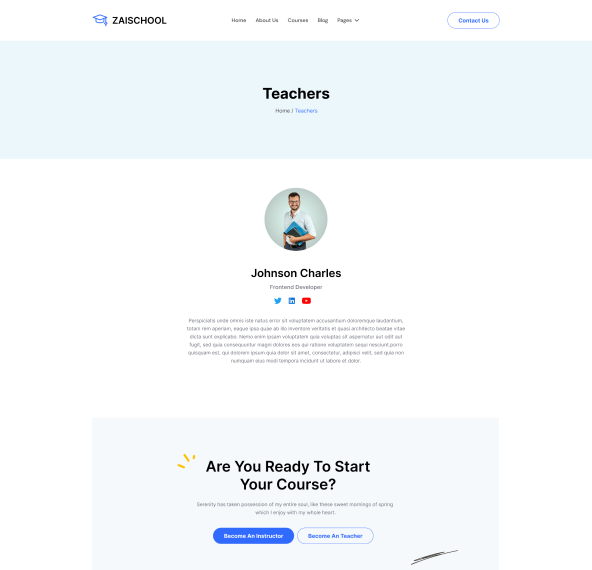 ZAISCHOOL
Home About Us Courses Blog Pages
Contact Us
Teachers
Home / Teachers
Johnson Charles
Frontend Developer
Perspiciatis unde omnis iste natus error sit voluptatem accusantium doloremque laudantium,
totam rem aperiam, eaque ipsa quae ab illo inventore veritatis et quasi architecto beatae vitae
dicta sunt explicabo. Nemo enim ipsam voluptatem quia voluptas sit aspernatur aut odit aut
fugit, sed quia consequuntur magni dolores eos qui ratione voluptatem sequi nesciunt porro
quisquam est, qui dolorem ipsum quia dolor sit amet, consectetur, adipisci velit, sed quia non
numquam eius modi tempora incidunt ut labore et dolor.
Are You Ready To Start
Your Course?
Serenity has taken possession of my entire soul, like these sweet mornings of spring
which i enjoy with my whole heart.
Become An Instructor Become An Teacher